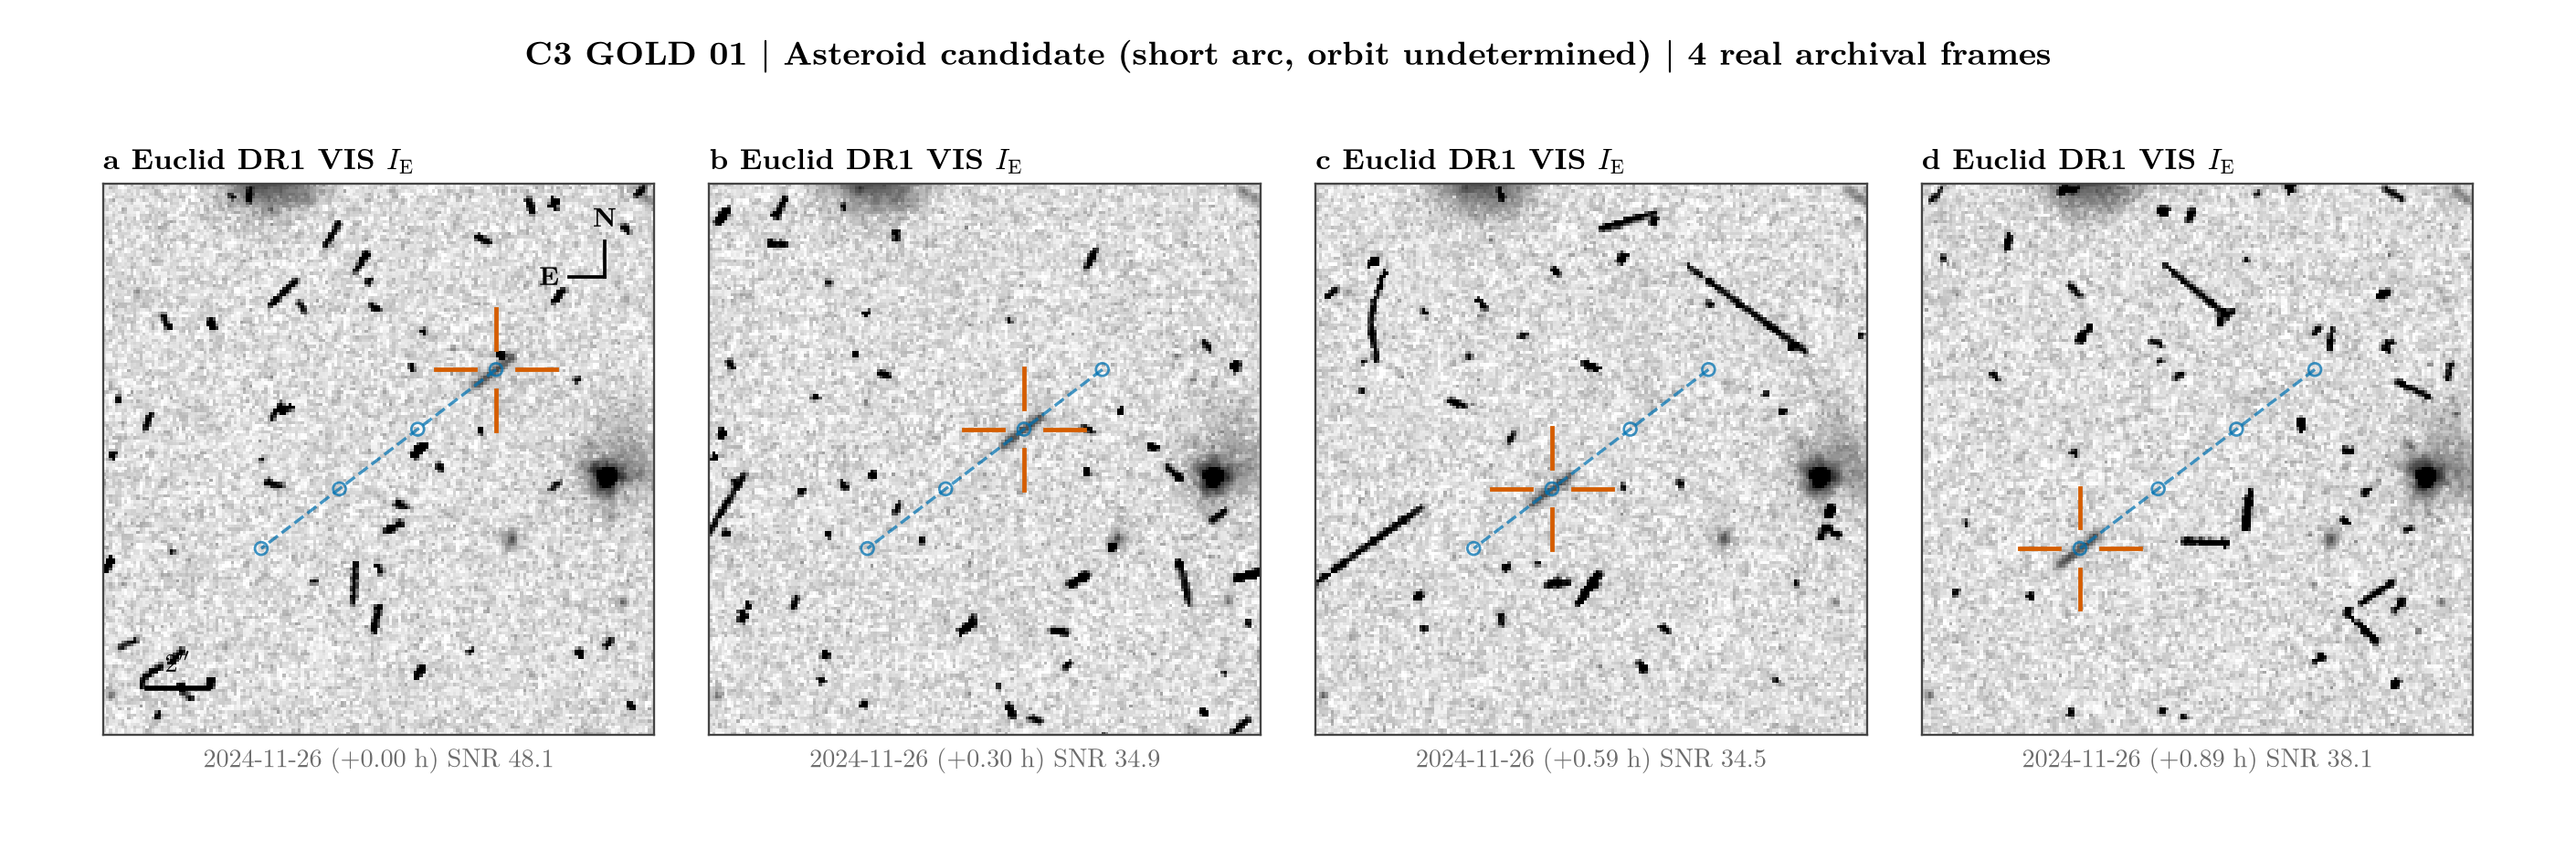 C3 GOLD 01 | Asteroid candidate (short arc, orbit undetermined) | 4 real archival frames
a Euclid DR1 VIS I_E
b Euclid DR1 VIS I_E
c Euclid DR1 VIS I_E
d Euclid DR1 VIS I_E
N
E
2″
2024-11-26 (+0.00 h) SNR 48.1
2024-11-26 (+0.30 h) SNR 34.9
2024-11-26 (+0.59 h) SNR 34.5
2024-11-26 (+0.89 h) SNR 38.1